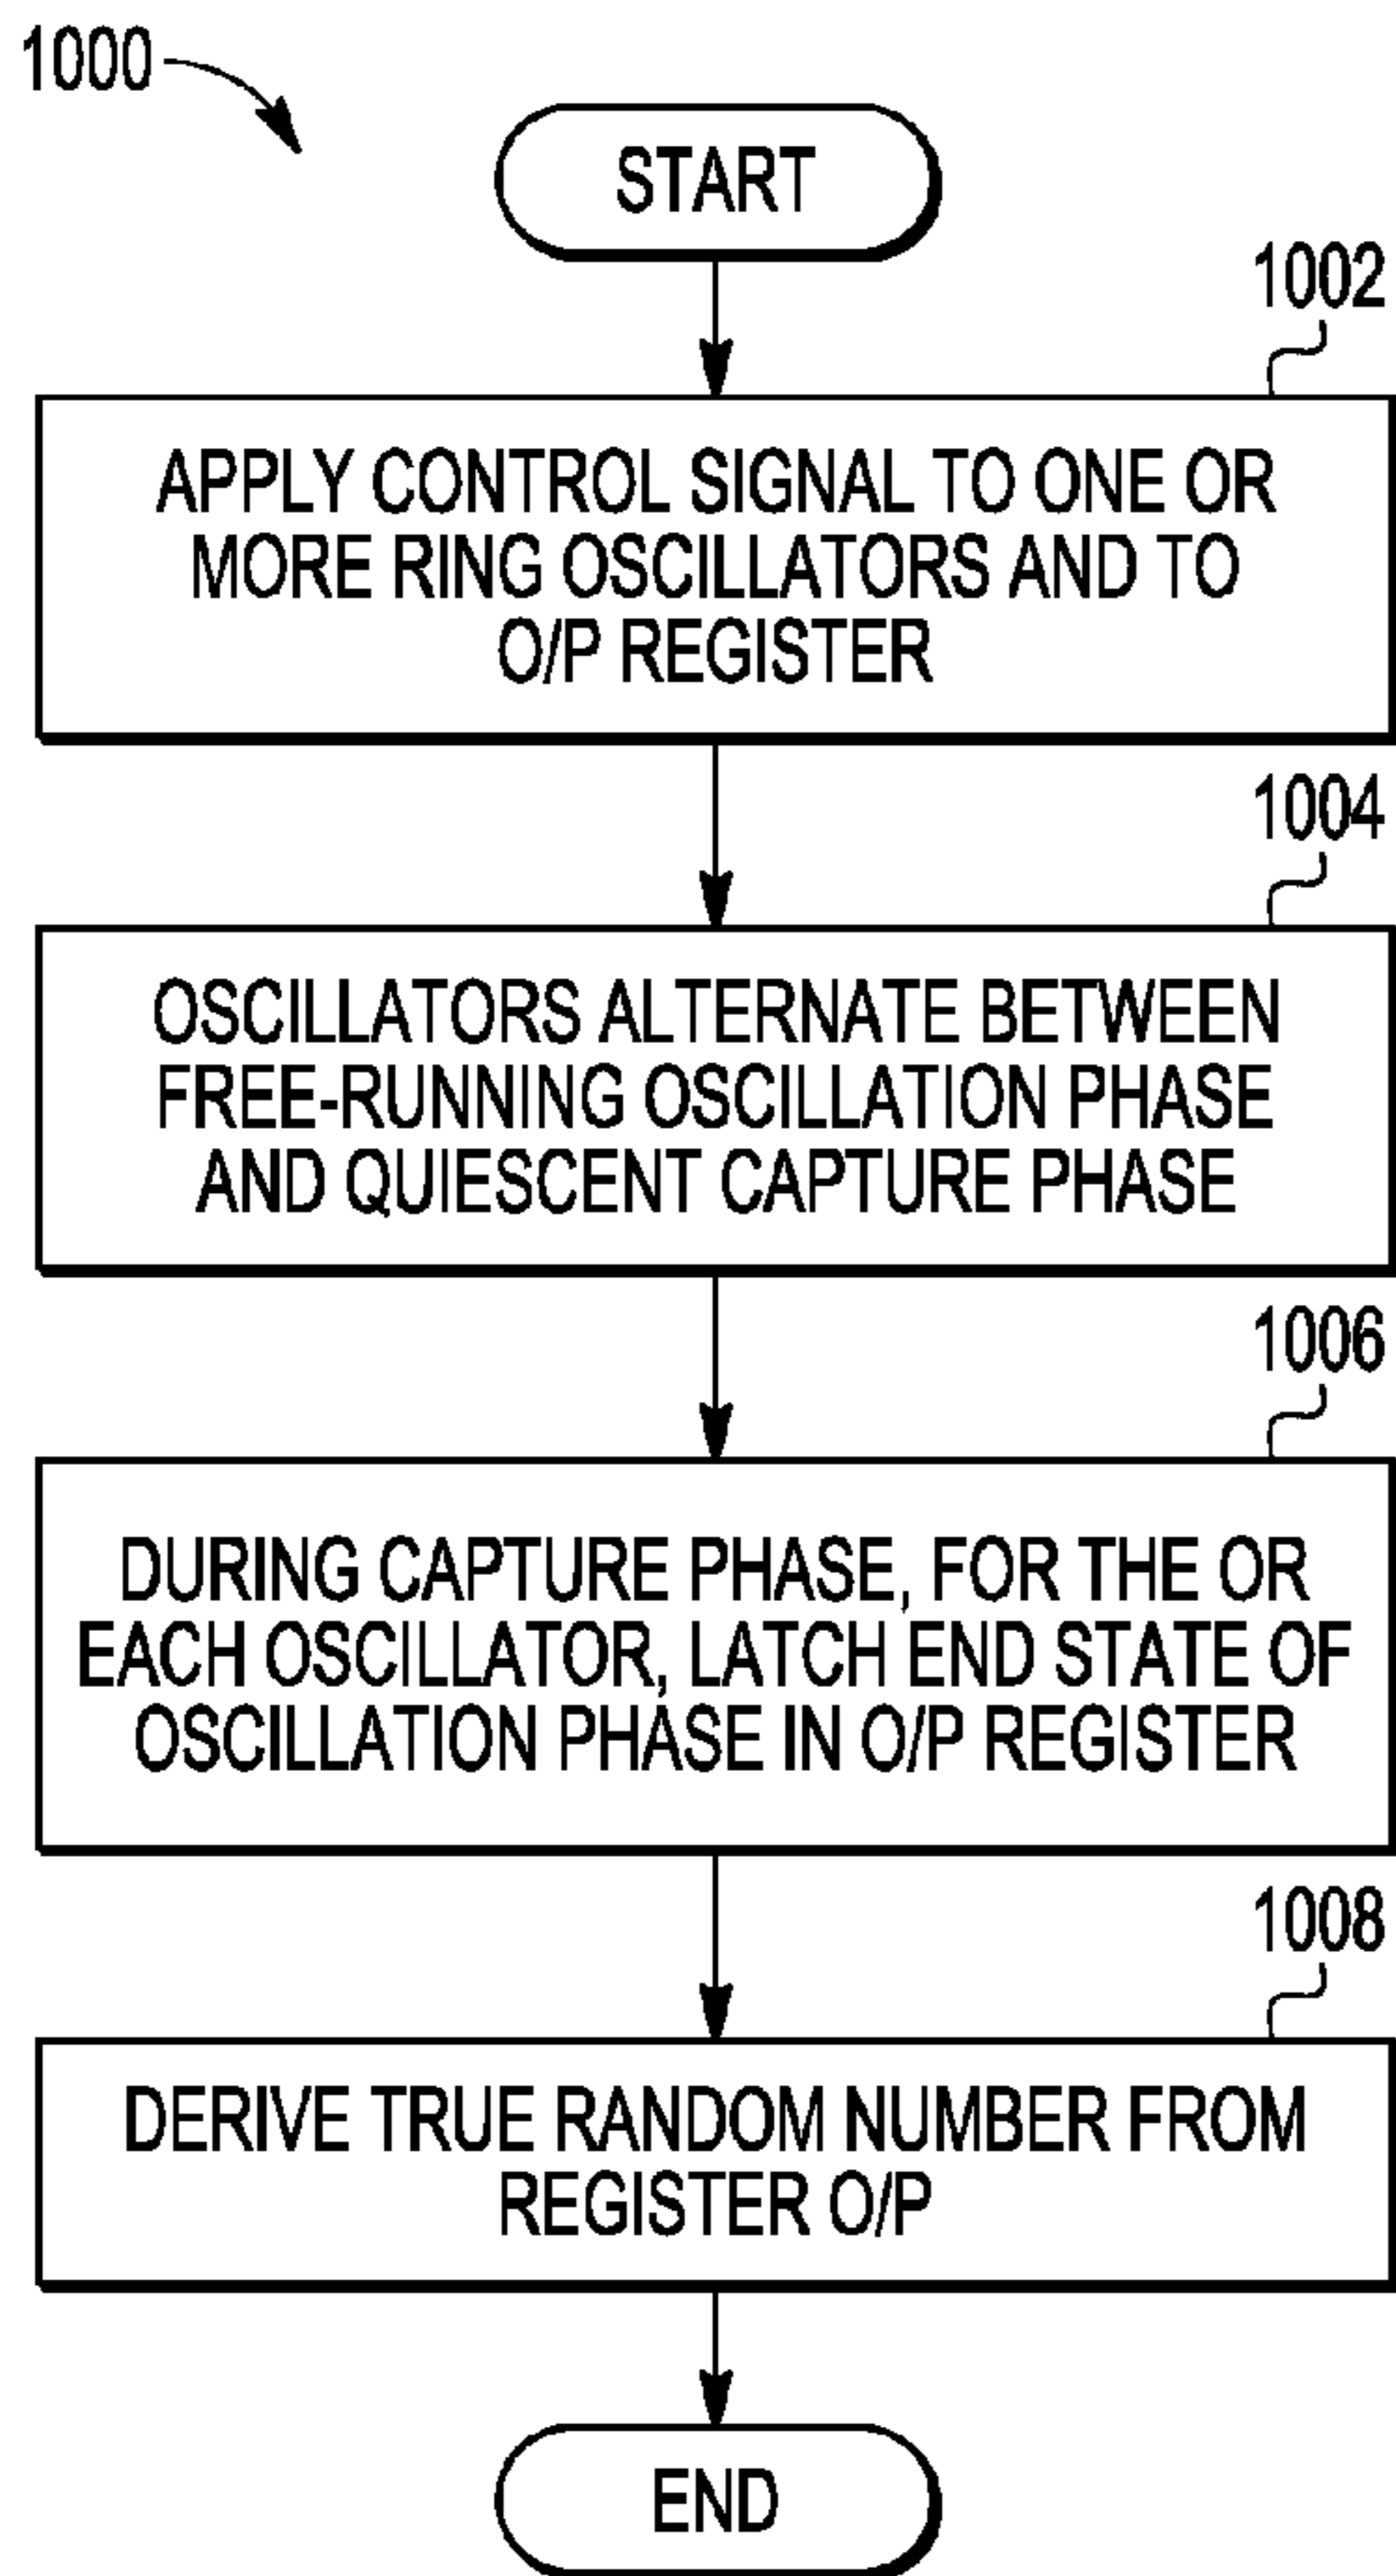 1000
START
1002
APPLY CONTROL SIGNAL TO ONE OR
MORE RING OSCILLATORS AND TO
O/P REGISTER
1004
OSCILLATORS ALTERNATE BETWEEN
FREE-RUNNING OSCILLATION PHASE
AND QUIESCENT CAPTURE PHASE
1006
DURING CAPTURE PHASE, FOR THE OR
EACH OSCILLATOR, LATCH END STATE OF
OSCILLATION PHASE IN O/P REGISTER
1008
DERIVE TRUE RANDOM NUMBER FROM
REGISTER O/P
END